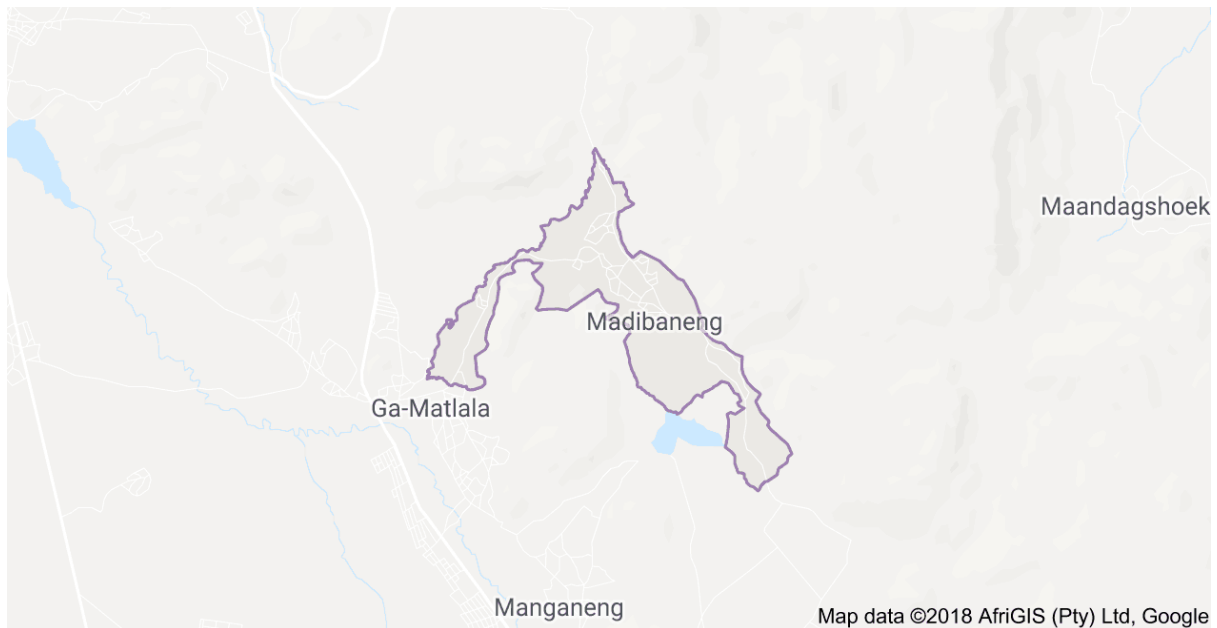 Maandagshoek
Madibaneng
Ga-Matlala
Manganeng
Map data ©2018 AfriGIS (Pty) Ltd, Google